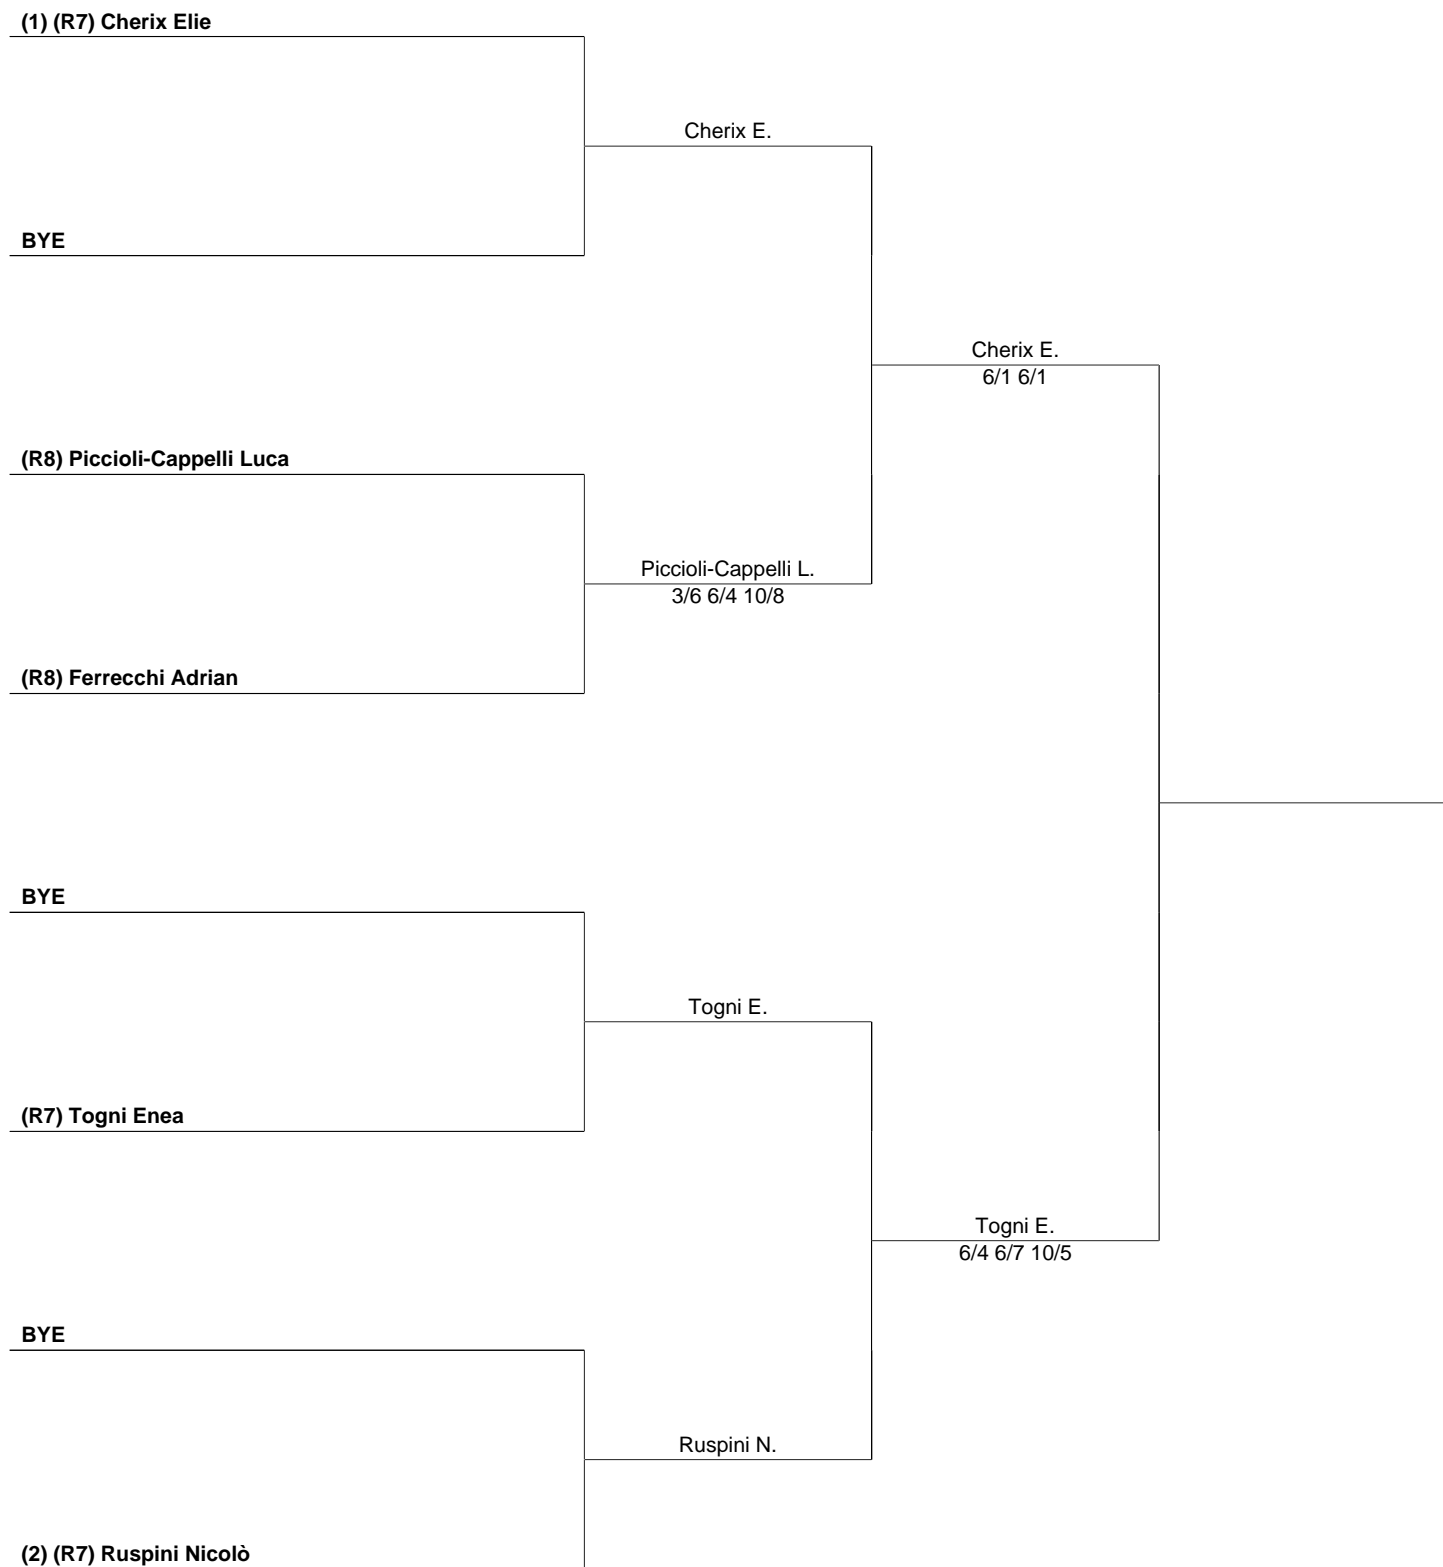 (1) (R7) Cherix Elie
Cherix E.
BYE
Cherix E.
6/1 6/1
(R8) Piccioli-Cappelli Luca
Piccioli-Cappelli L.
3/6 6/4 10/8
(R8) Ferrecchi Adrian
BYE
Togni E.
(R7) Togni Enea
Togni E.
6/4 6/7 10/5
BYE
Ruspini N.
(2) (R7) Ruspini Nicolò